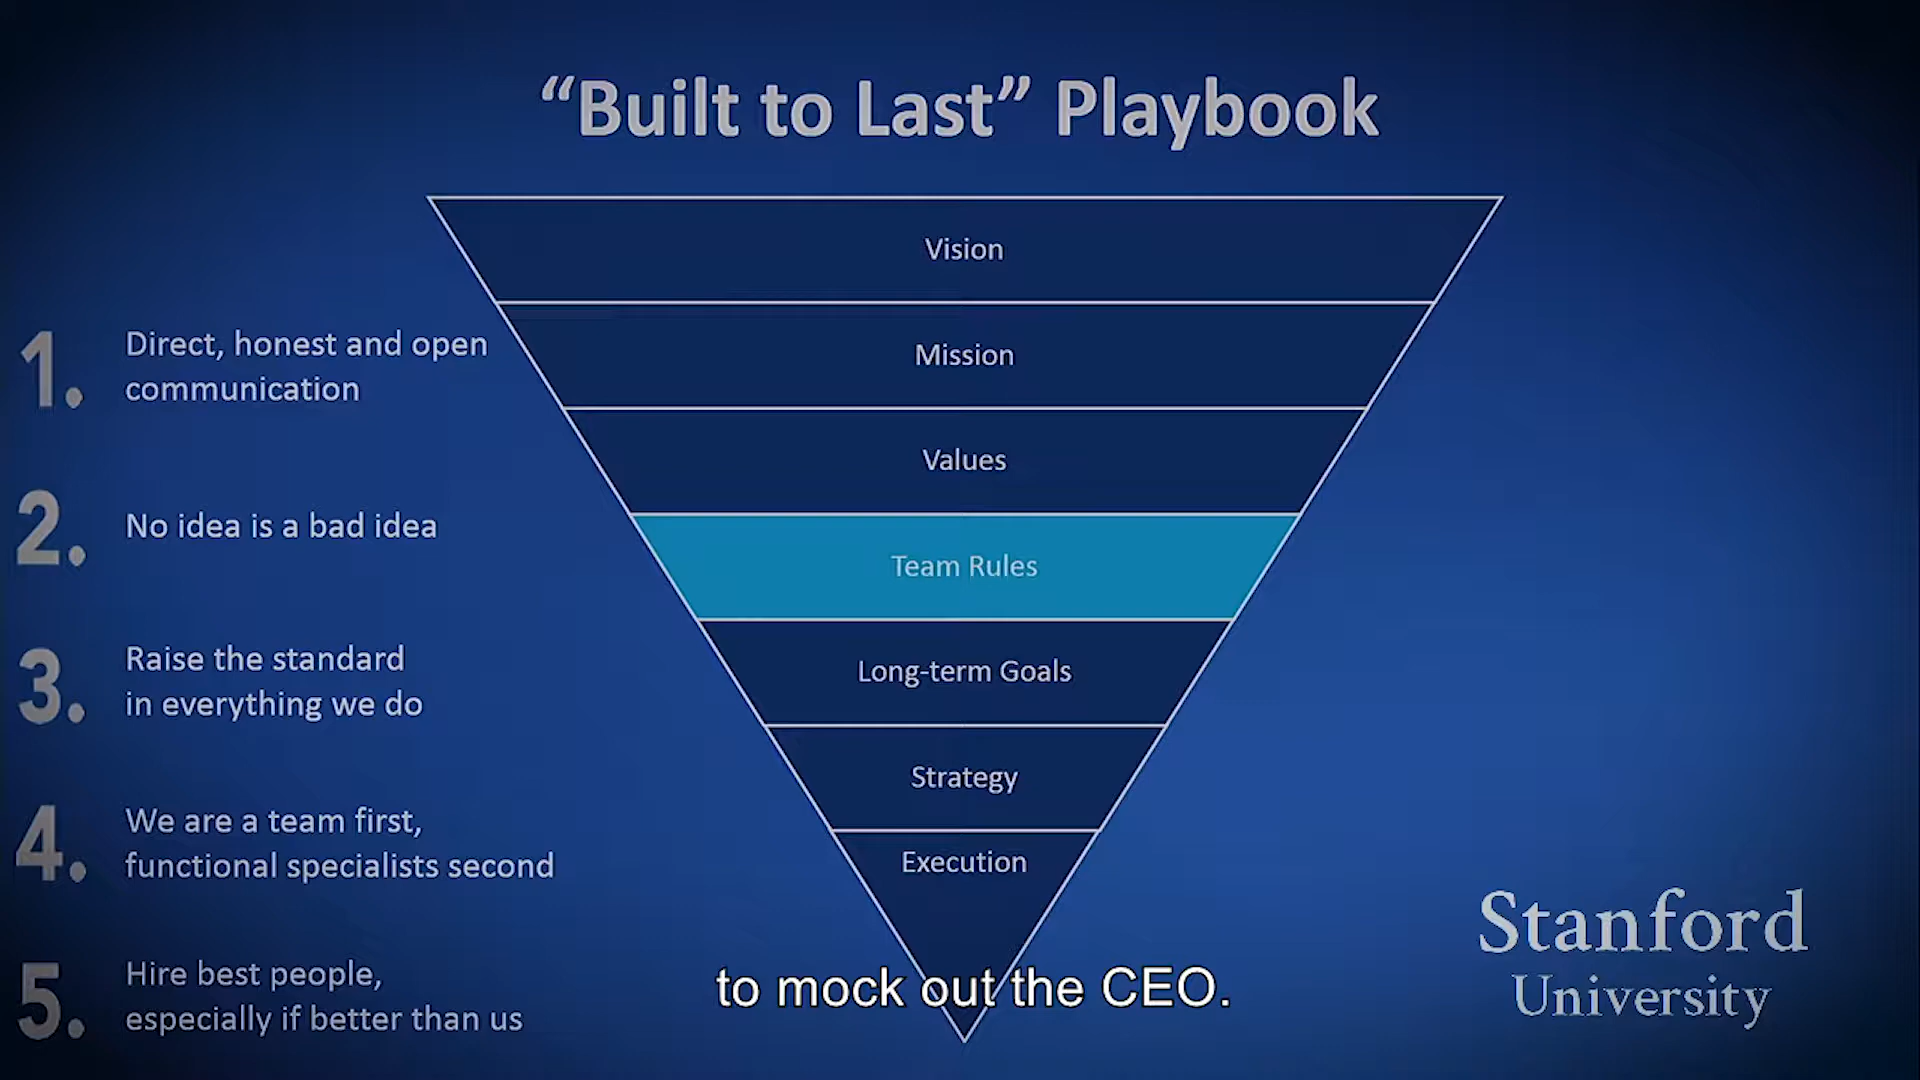 “Built to Last” Playbook
Vision
Mission
Values
Team Rules
Long-term Goals
Strategy
Execution
1. Direct, honest and open
communication
2. No idea is a bad idea
3. Raise the standard
in everything we do
4. We are a team first,
functional specialists second
5. Hire best people,
especially if better than us
to mock out the CEO.
Stanford
University